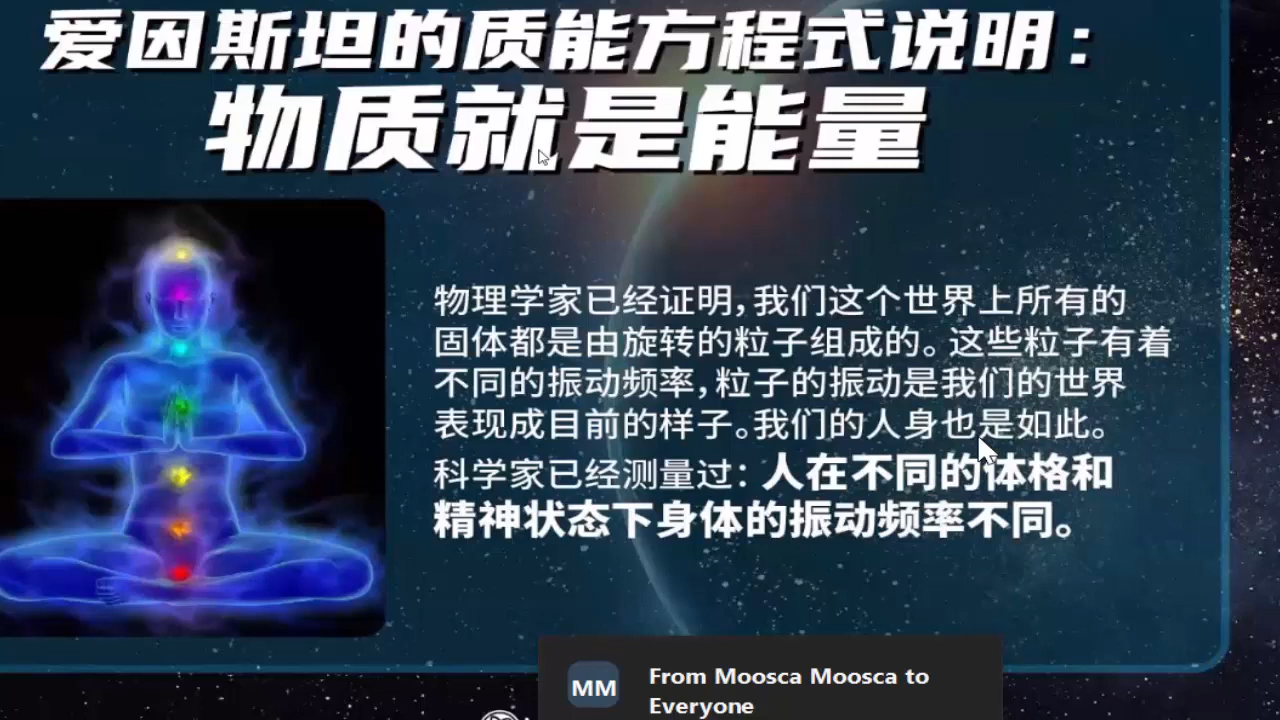 爱因斯坦的质能方程式说明：
物质就是能量
物理学家已经证明，我们这个世界上所有的
固体都是由旋转的粒子组成的。这些粒子有着
不同的振动频率，粒子的振动是我们的世界
表现成目前的样子。我们的人身也是如此。
科学家已经测量过：人在不同的体格和
精神状态下身体的振动频率不同。
MM
From Moosca Moosca to
Everyone